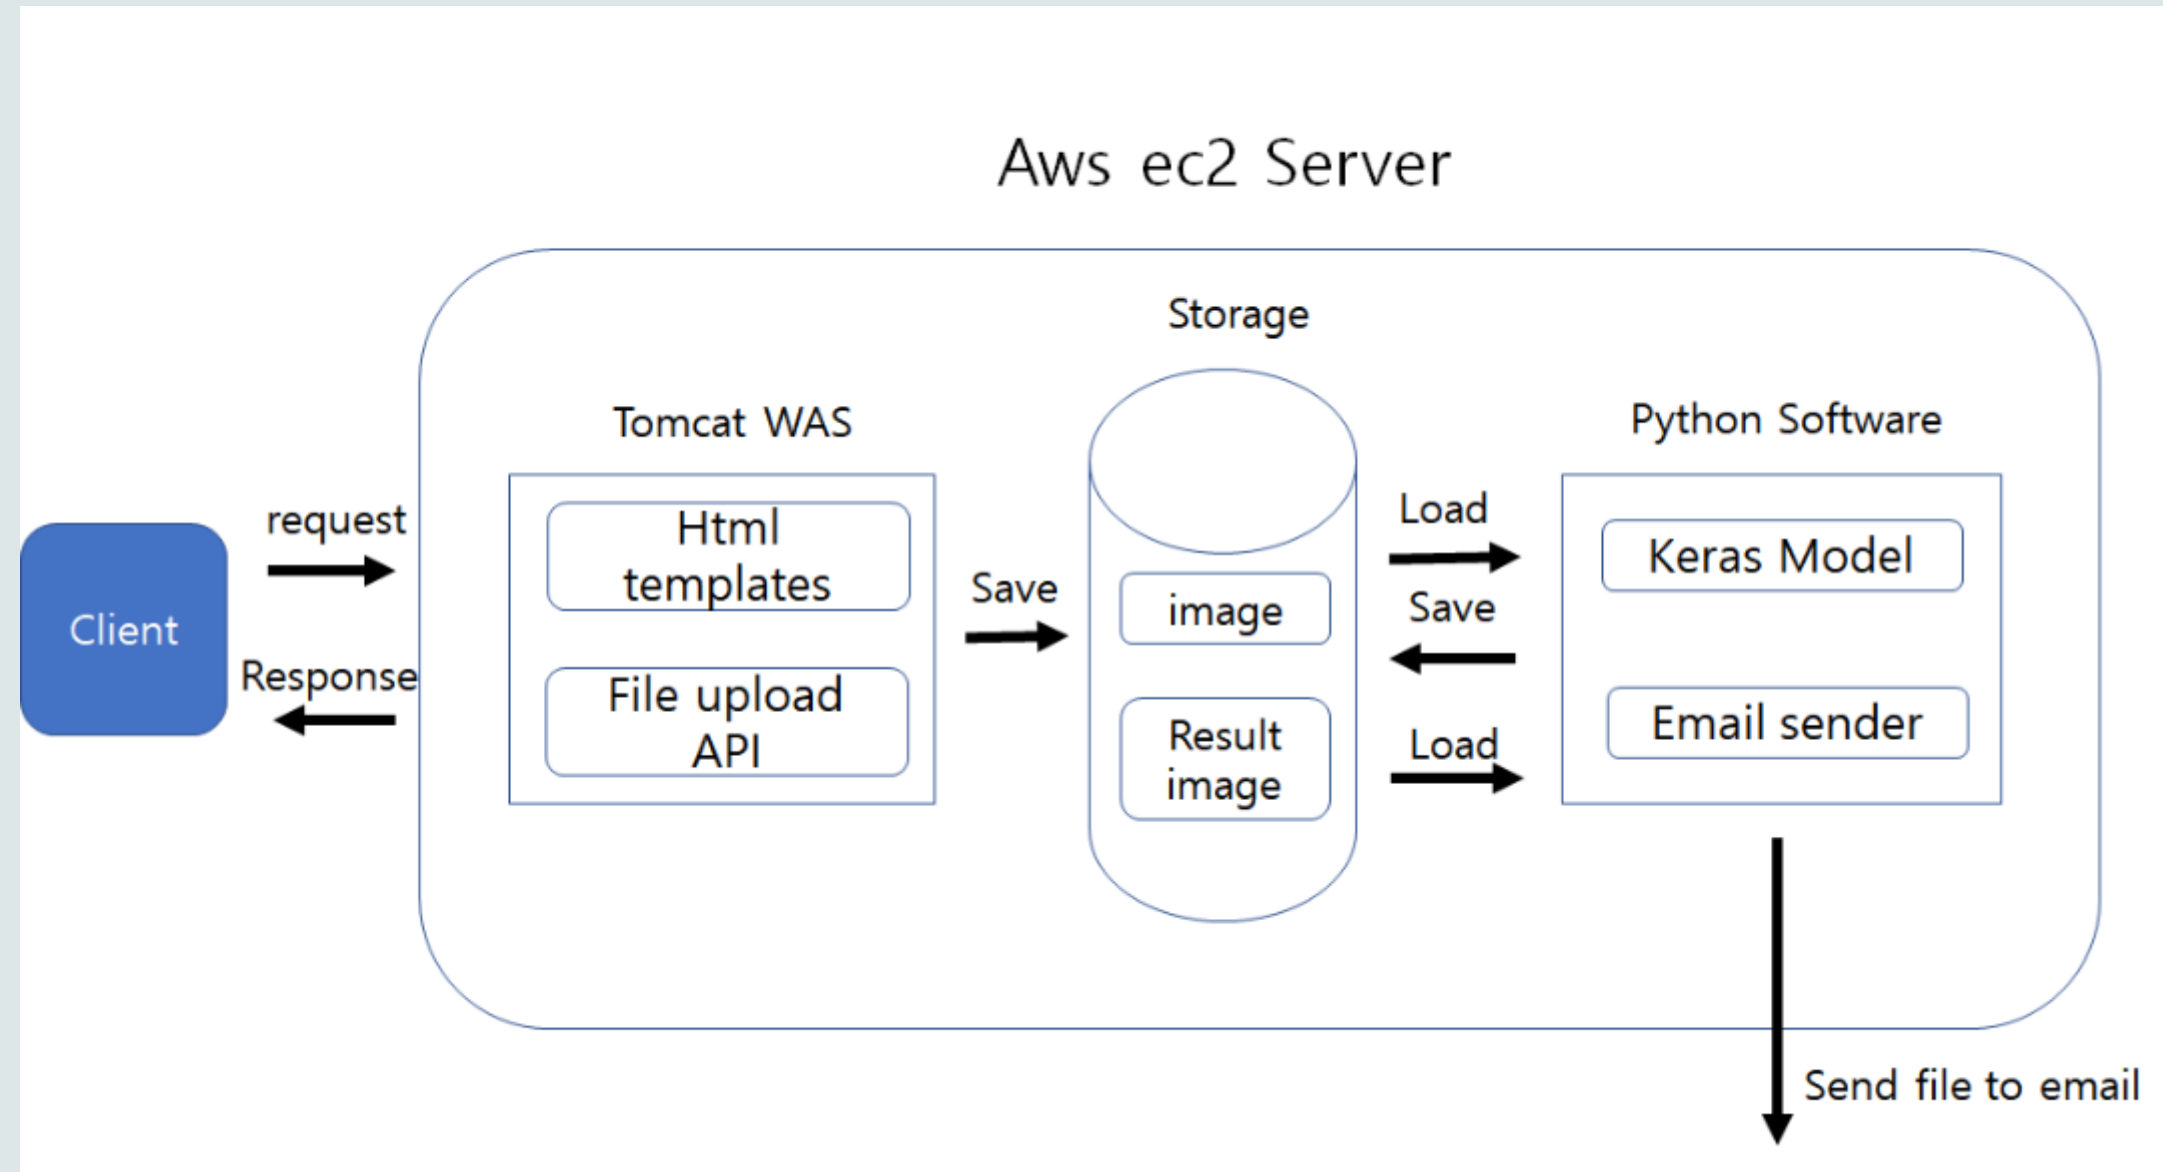 Aws ec2 Server
Storage
Tomcat WAS
Python Software
request
Response
Client
Html
templates
File upload
API
Save
image
Result
image
Load
Save
Load
Keras Model
Email sender
Send file to email